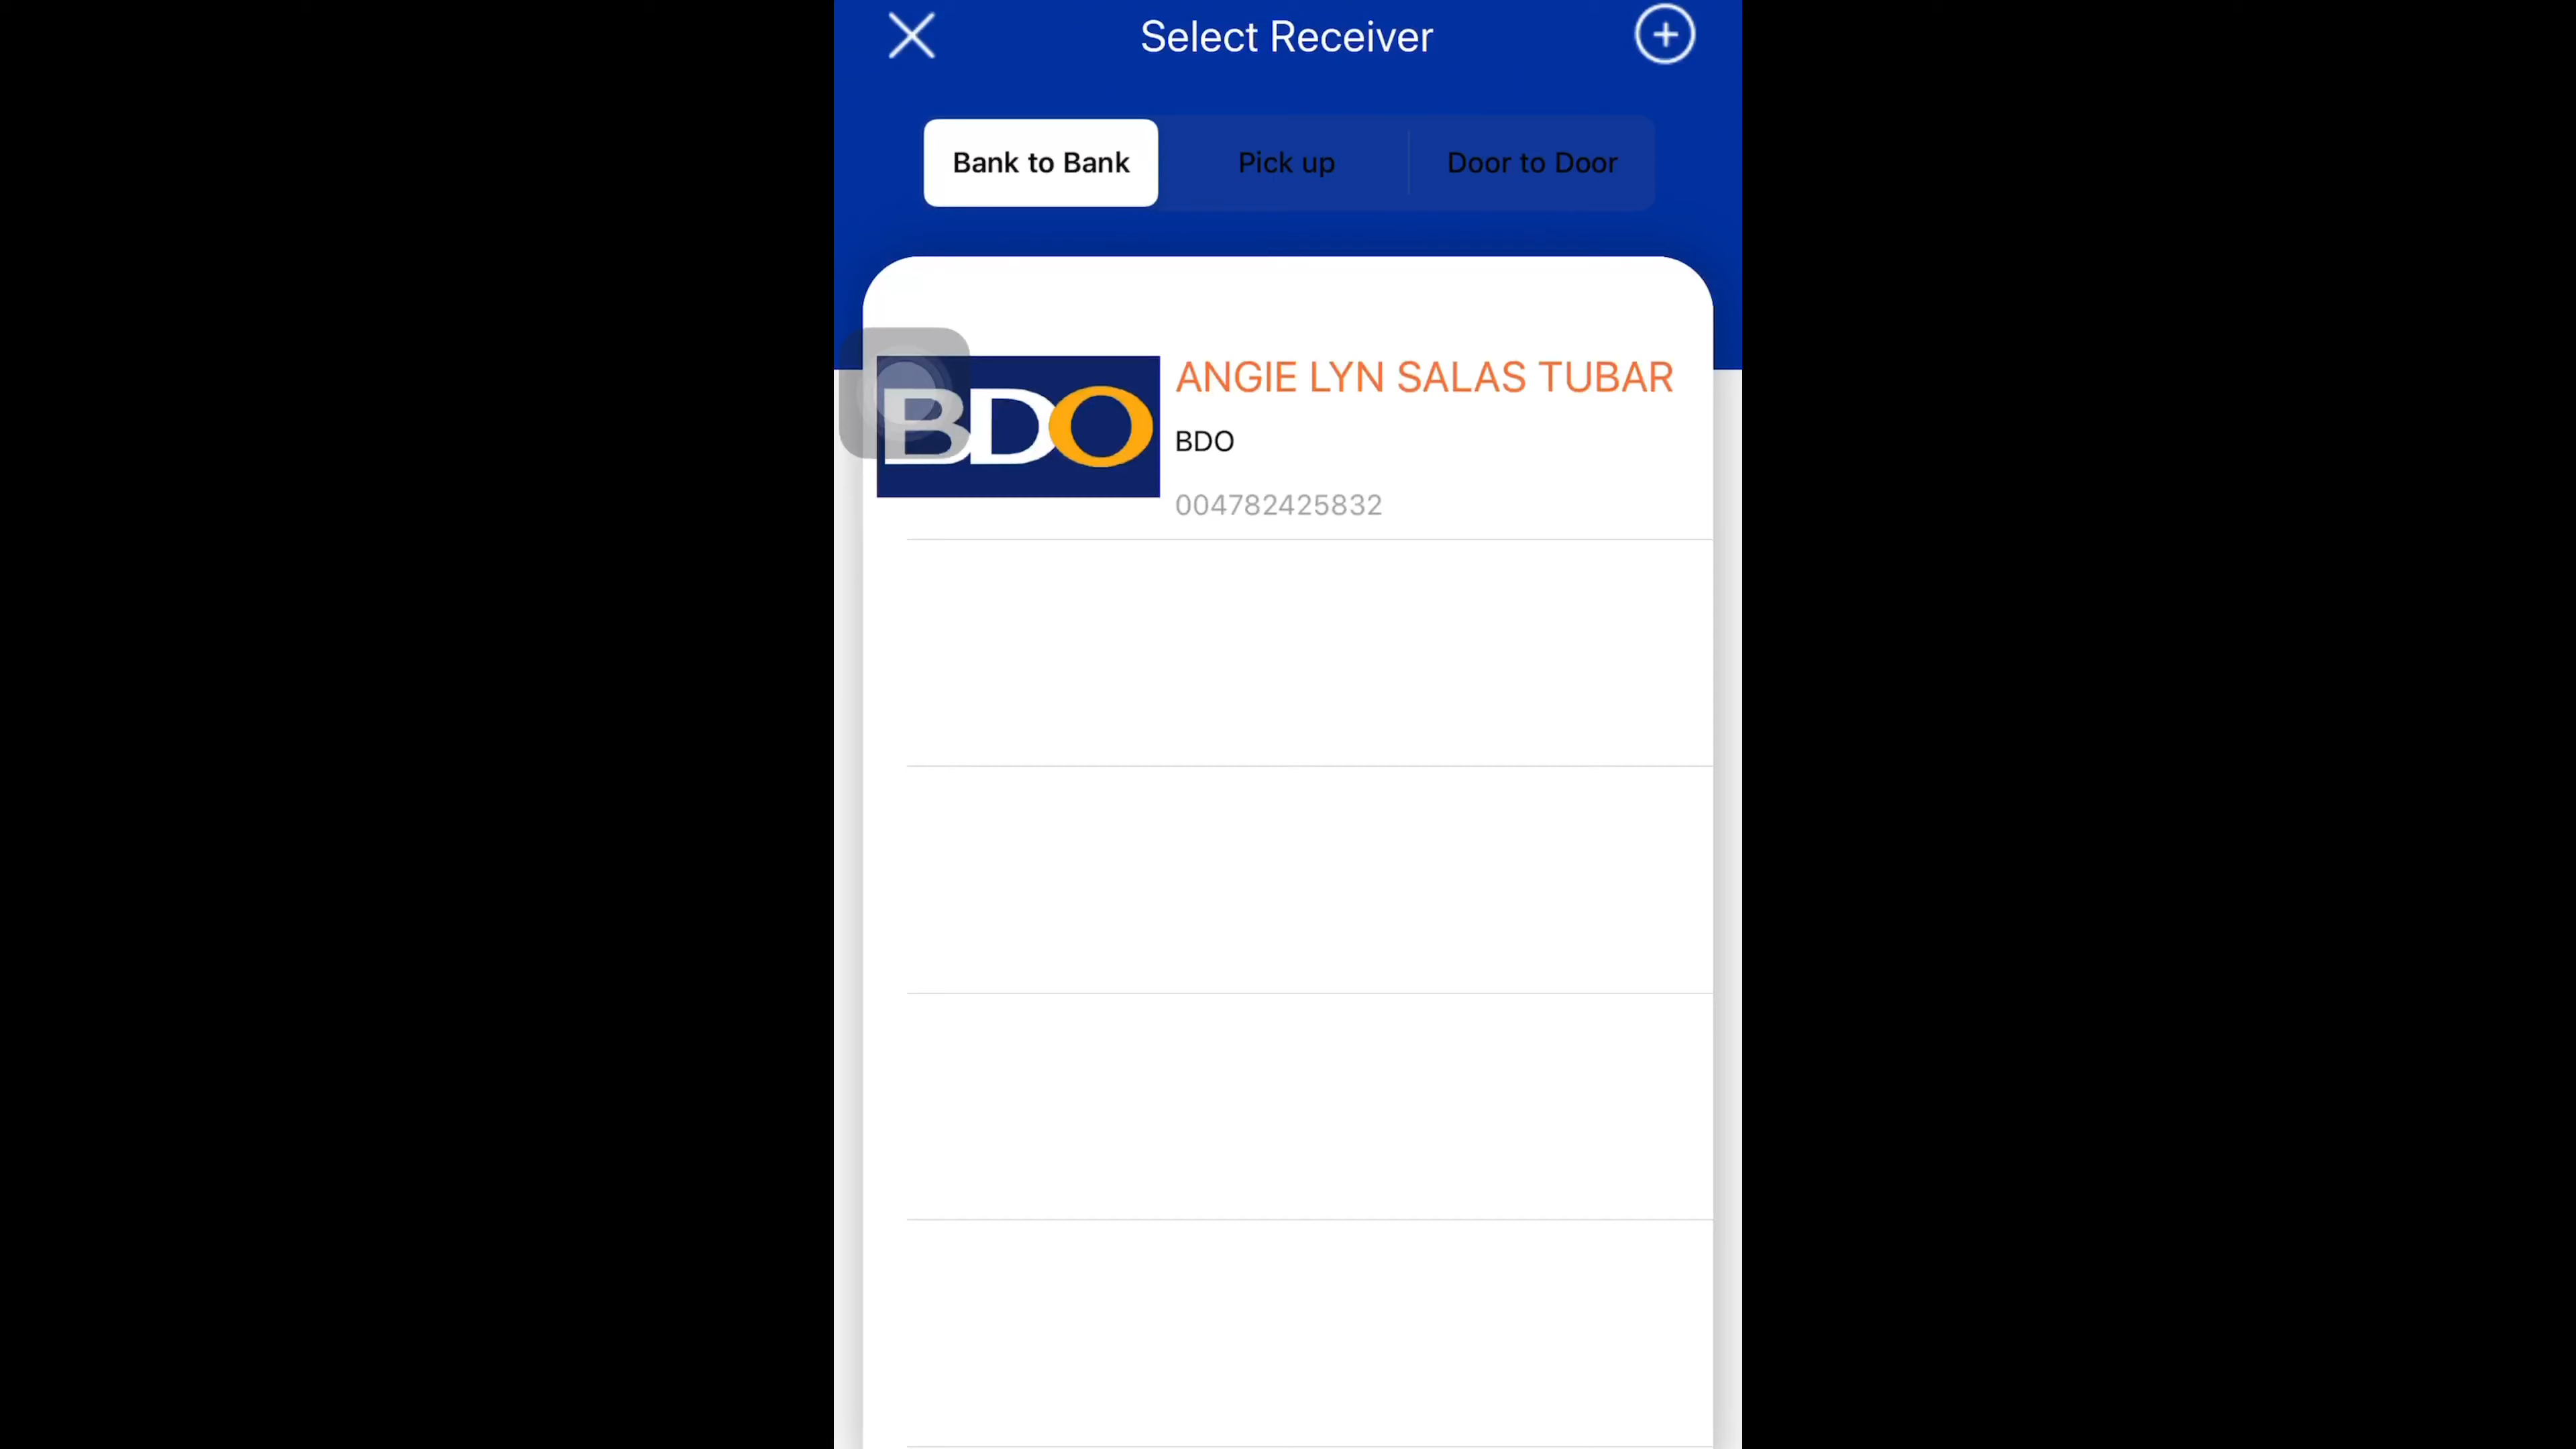 Select Receiver
Bank to Bank
Pick up
Door to Door
BDO
ANGIE LYN SALAS TUBAR
BDO
004782425832